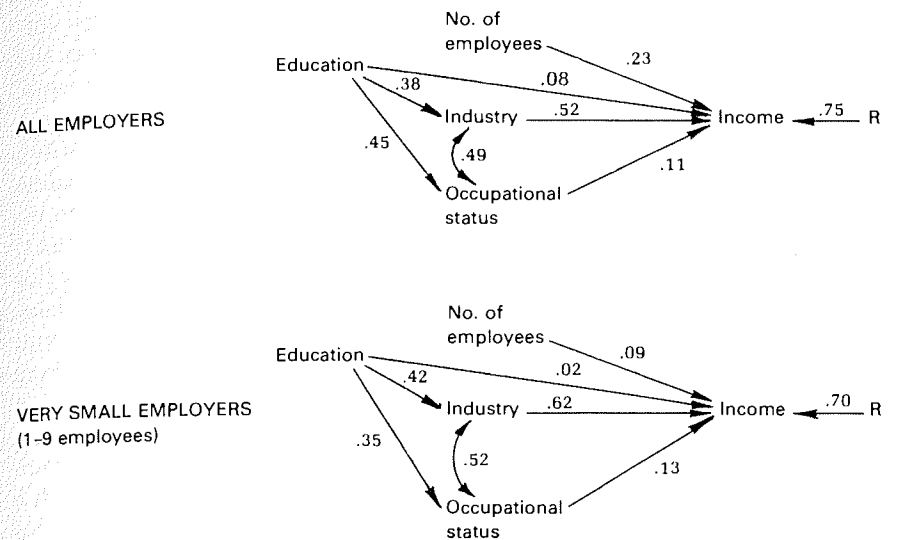 No. of
employees
.23
Education
.08
.38
ALL EMPLOYERS
Industry
.52
Income
.75
R
.45
.49
.11
Occupational
status
No. of
employees
.09
Education
.02
.42
VERY SMALL EMPLOYERS
Industry
.62
Income
.70
R
(1–9 employees)
.35
.52
.13
Occupational
status